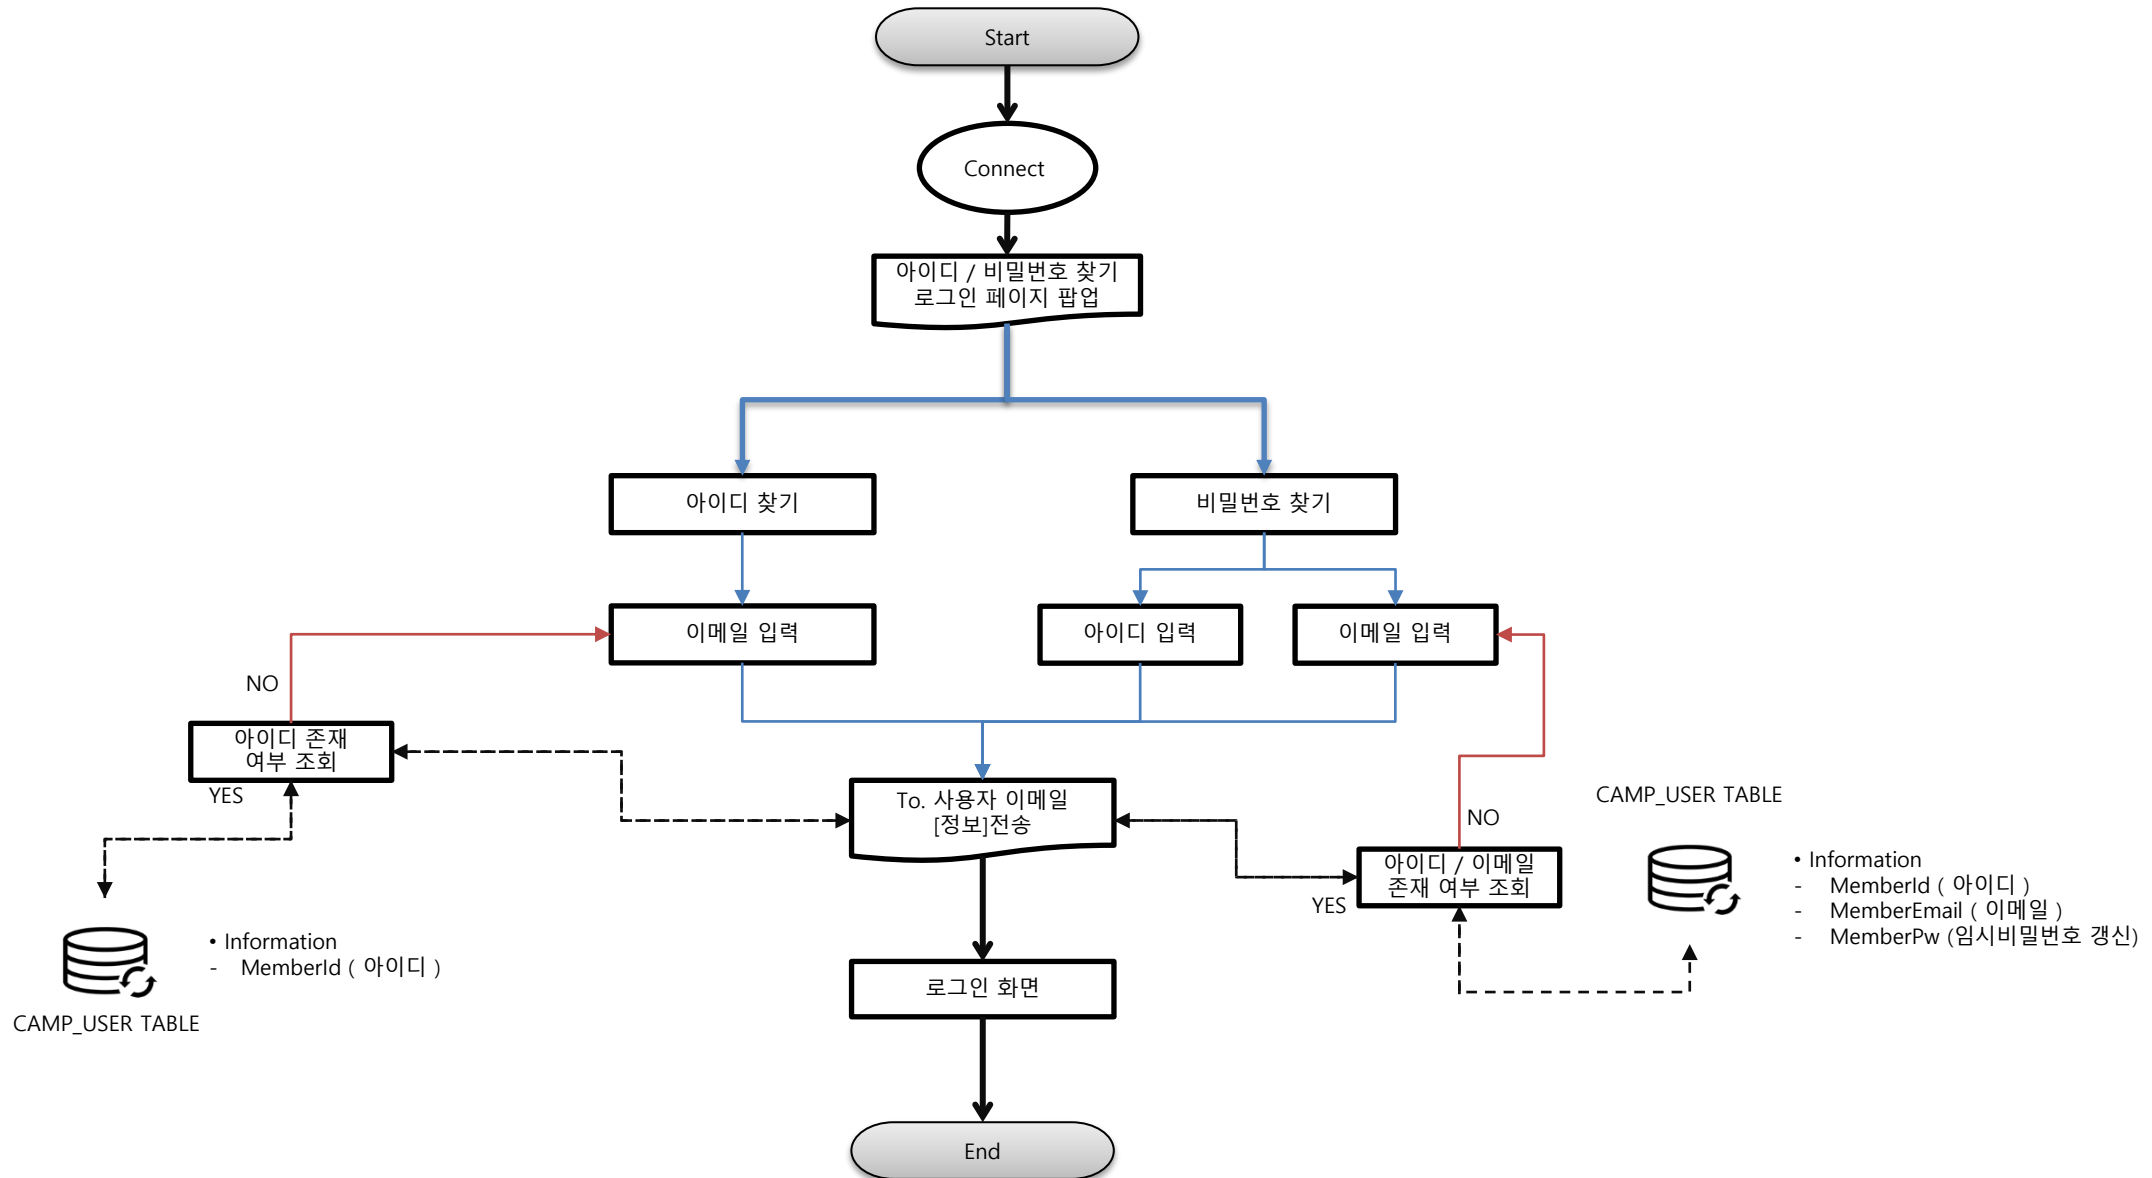 Start
Connect
아이디 / 비밀번호 찾기
로그인 페이지 팝업
아이디 찾기
비밀번호 찾기
이메일 입력
아이디 입력
이메일 입력
NO
아이디 존재
여부 조회
YES
To. 사용자 이메일
[정보]전송
CAMP_USER TABLE
NO
아이디 / 이메일
존재 여부 조회
YES
• Information
- MemberId ( 아이디 )
- MemberEmail ( 이메일 )
- MemberPw (임시비밀번호 갱신)
• Information
- MemberId ( 아이디 )
CAMP_USER TABLE
로그인 화면
End